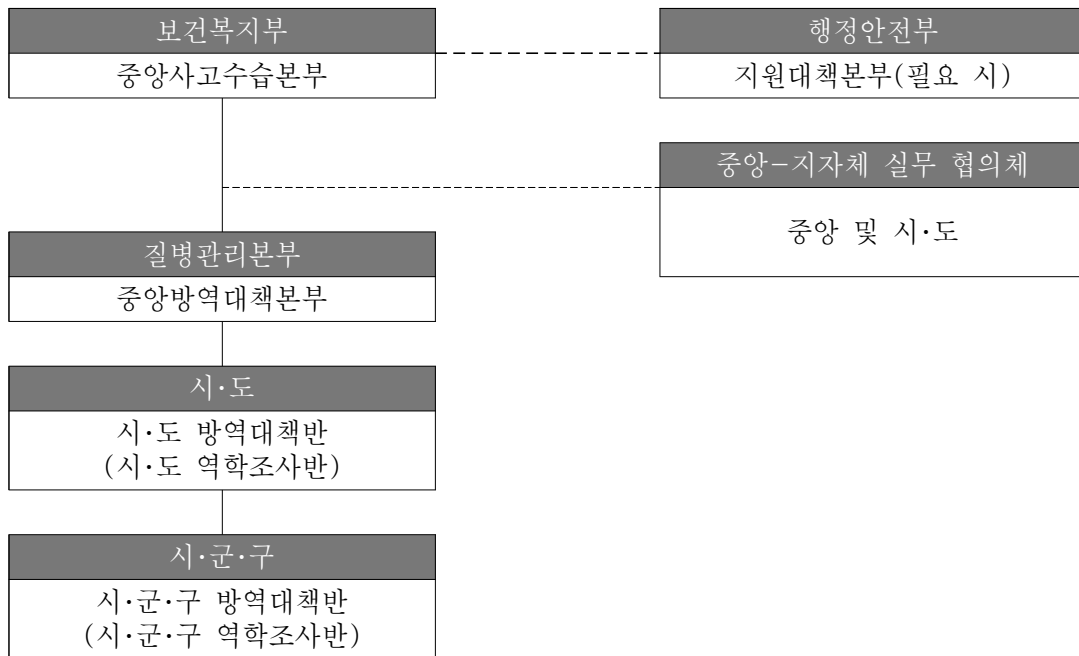 보건복지부
중앙사고수습본부
행정안전부
지원대책본부(필요 시)
중앙-지자체 실무 협의체
중앙 및 시·도
질병관리본부
중앙방역대책본부
시·도
시·도 방역대책반
(시·도 역학조사반)
시·군·구
시·군·구 방역대책반
(시·군·구 역학조사반)